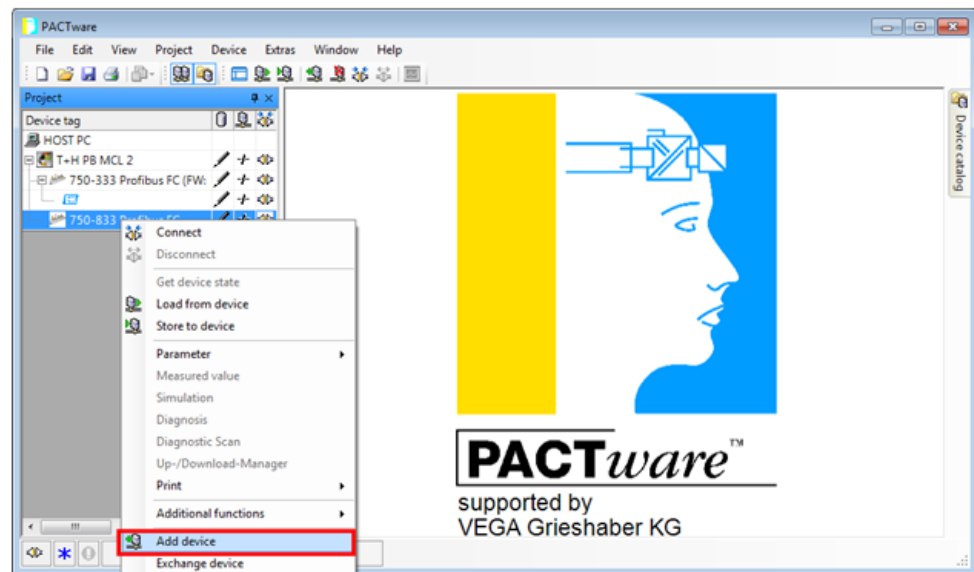 PACTware
File Edit View Project Device Extras Window Help
Project
Device tag
HOST PC
T+H PB MCL 2
750-333 Profibus FC (FW:
750-833 Profibus FC
Connect
Disconnect
Get device state
Load from device
Store to device
Parameter
Measured value
Simulation
Diagnosis
Diagnostic Scan
Up-/Download-Manager
Print
Additional functions
Add device
Exchange device
PACTware™
supported by
VEGA Grieshaber KG
Device catalog